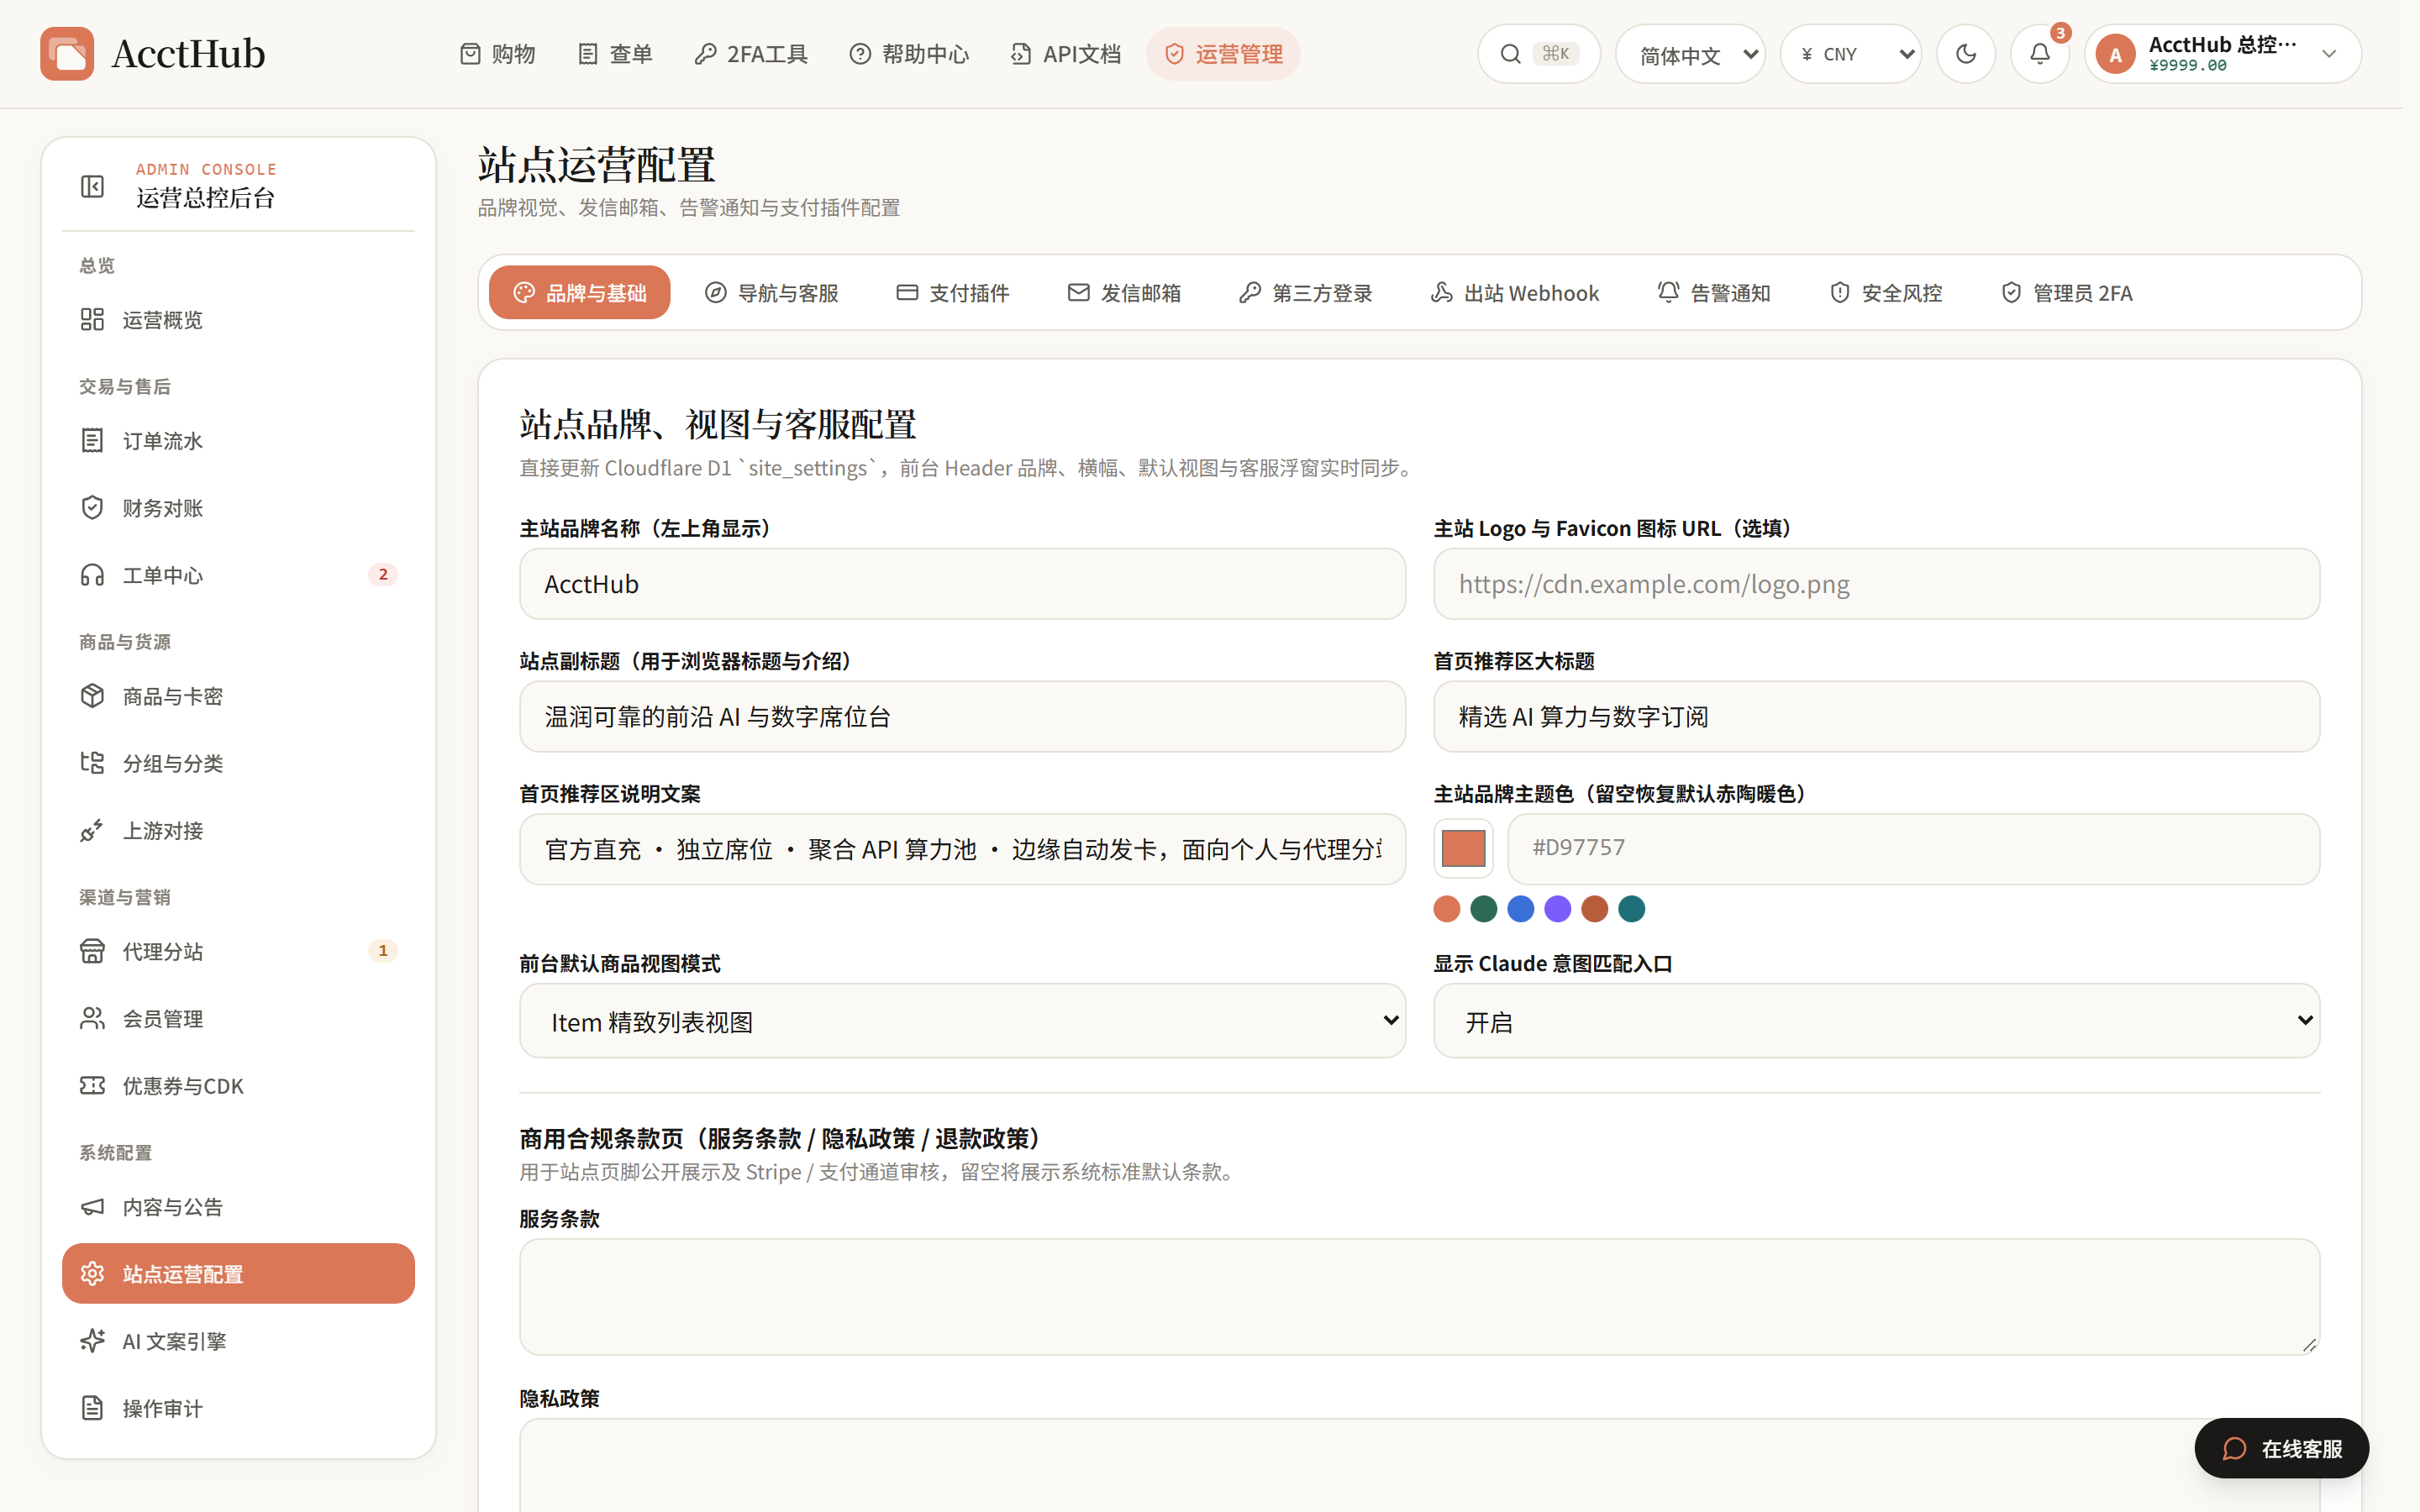 AcctHub
购物
查单
2FA工具
帮助中心
API文档
运营管理
⌘K
简体中文
¥ CNY
3
A
AcctHub 总控…
¥9999.00
ADMIN CONSOLE
运营总控后台
总览
运营概览
交易与售后
订单流水
财务对账
工单中心
2
商品与货源
商品与卡密
分组与分类
上游对接
渠道与营销
代理分站
1
会员管理
优惠券与CDK
系统配置
内容与公告
站点运营配置
AI 文案引擎
操作审计
站点运营配置
品牌视觉、发信邮箱、告警通知与支付插件配置
品牌与基础
导航与客服
支付插件
发信邮箱
第三方登录
出站 Webhook
告警通知
安全风控
管理员 2FA
站点品牌、视图与客服配置
直接更新 Cloudflare D1 `site_settings`，前台 Header 品牌、横幅、默认视图与客服浮窗实时同步。
主站品牌名称（左上角显示）
AcctHub
主站 Logo 与 Favicon 图标 URL（选填）
https://cdn.example.com/logo.png
站点副标题（用于浏览器标题与介绍）
温润可靠的前沿 AI 与数字席位台
首页推荐区大标题
精选 AI 算力与数字订阅
首页推荐区说明文案
官方直充 • 独立席位 • 聚合 API 算力池 • 边缘自动发卡，面向个人与代理分
主站品牌主题色（留空恢复默认赤陶暖色）
#D97757
前台默认商品视图模式
Item 精致列表视图
显示 Claude 意图匹配入口
开启
商用合规条款页（服务条款 / 隐私政策 / 退款政策）
用于站点页脚公开展示及 Stripe / 支付通道审核，留空将展示系统标准默认条款。
服务条款
隐私政策
在线客服